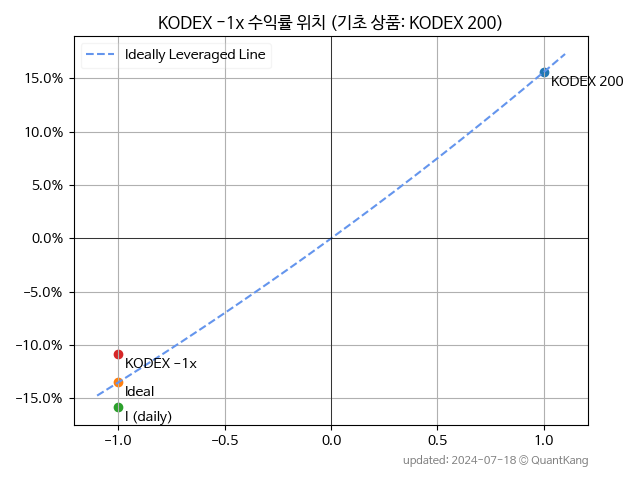 KODEX -1x 수익률 위치 (기초 상품: KODEX 200)
Ideally Leveraged Line
15.0%
10.0%
5.0%
0.0%
-5.0%
-10.0%
-15.0%
KODEX 200
KODEX -1x
Ideal
I (daily)
-1.0
-0.5
0.0
0.5
1.0
updated: 2024-07-18 © QuantKang